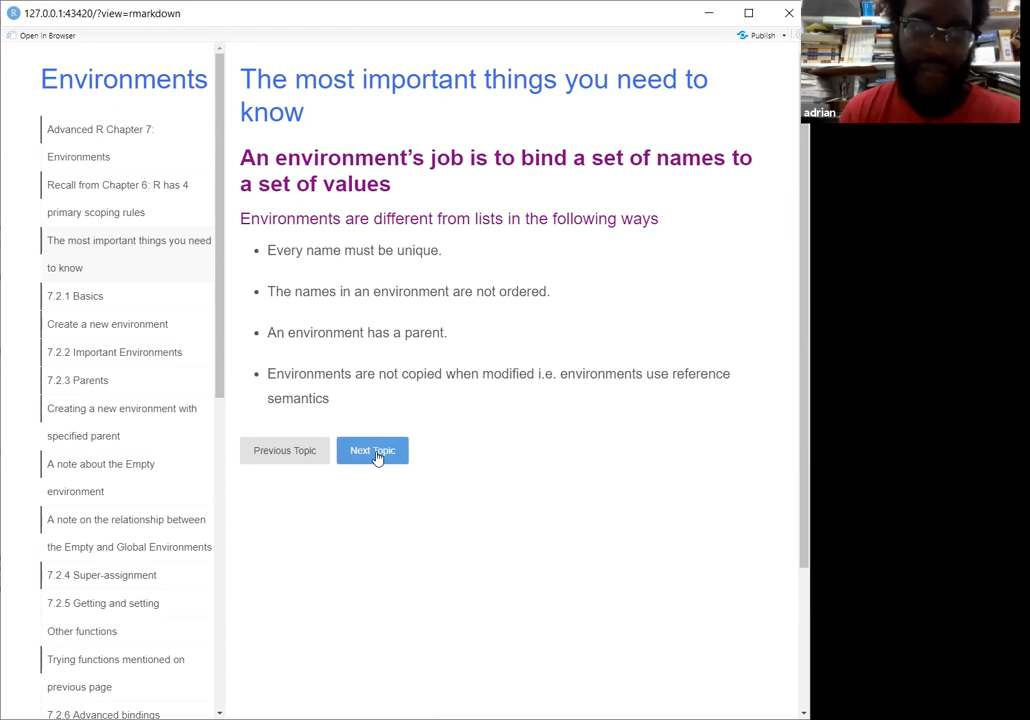 127.0.0.1:43420/?view=rmarkdown
Open in Browser
Publish
Environments
Advanced R Chapter 7:
Environments
Recall from Chapter 6: R has 4
primary scoping rules
The most important things you need
to know
7.2.1 Basics
Create a new environment
7.2.2 Important Environments
7.2.3 Parents
Creating a new environment with
specified parent
A note about the Empty
environment
A note on the relationship between
the Empty and Global Environments
7.2.4 Super-assignment
7.2.5 Getting and setting
Other functions
Trying functions mentioned on
previous page
7.2.6 Advanced bindings
The most important things you need to
know
An environment’s job is to bind a set of names to
a set of values
Environments are different from lists in the following ways
Every name must be unique.
The names in an environment are not ordered.
An environment has a parent.
Environments are not copied when modified i.e. environments use reference
semantics
Previous Topic
Next Topic
adrian